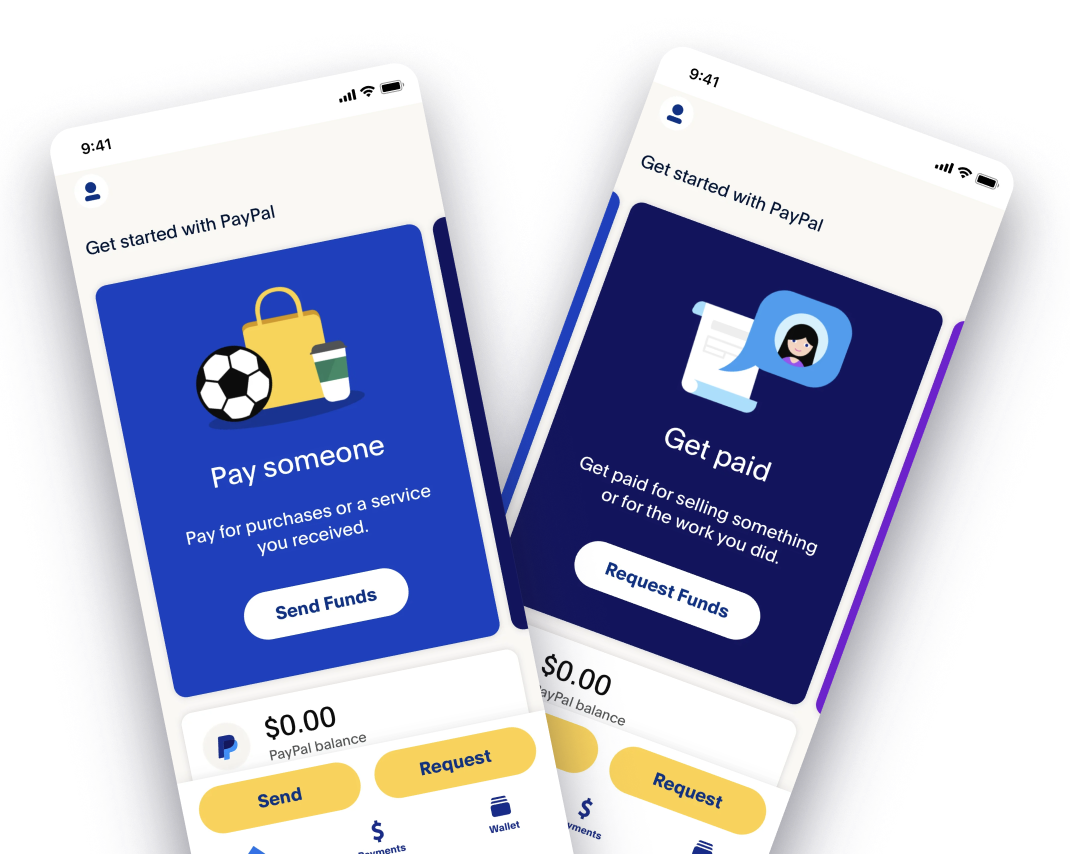 9:41
Get started with PayPal
Pay someone
Pay for purchases or a service
you received.
Send Funds
$0.00
PayPal balance
Send
Request
Payments
Wallet
9:41
Get started with PayPal
Get paid
Get paid for selling something
or for the work you did.
Request Funds
$0.00
PayPal balance
Request